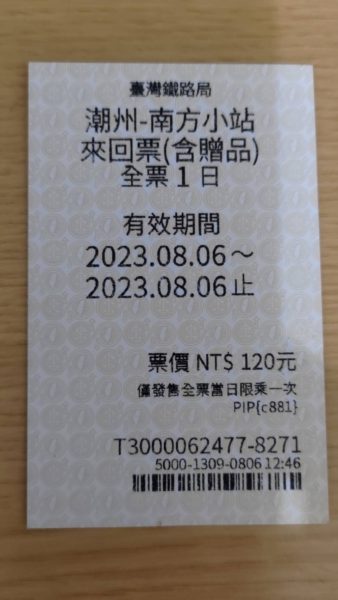 臺灣鐵路局
潮州-南方小站
來回票(含贈品)
全票 1 日
有效期間
2023.08.06～
2023.08.06止
票價 NT$ 120元
僅發售全票當日限乘一次
PIP{c881}
T3000062477-8271
5000-1309-0806 12:46